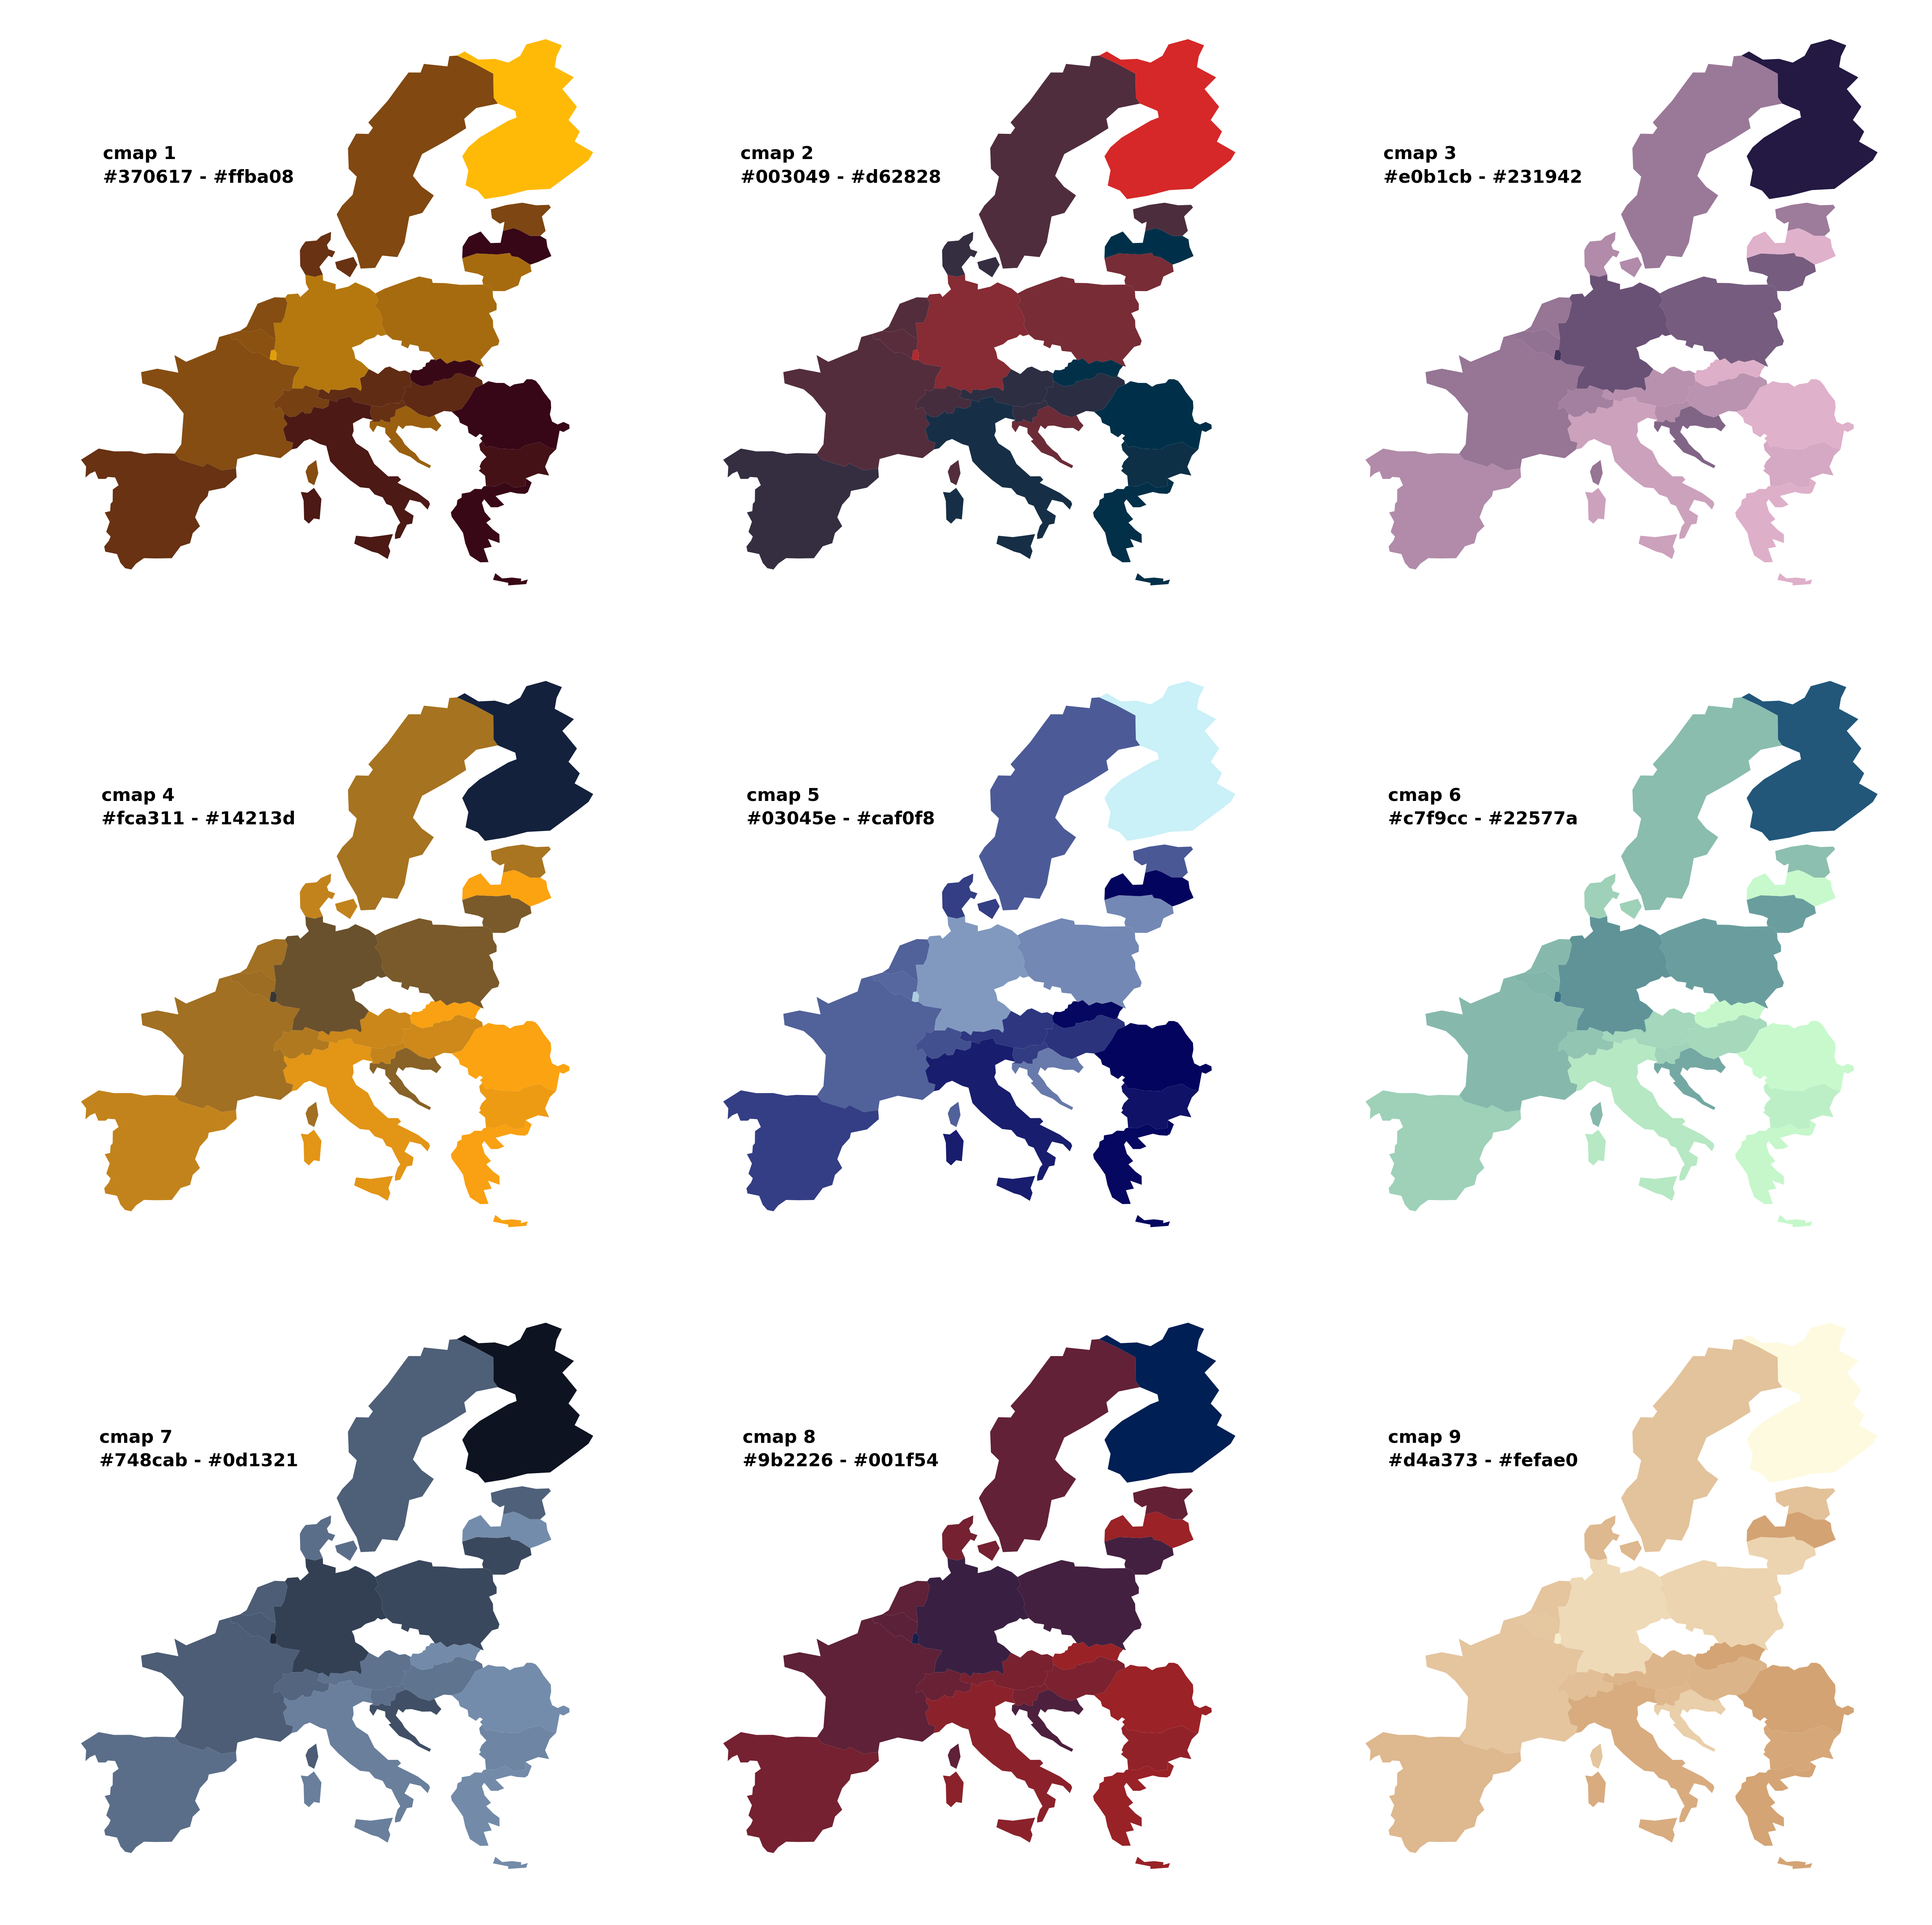 cmap 1
#370617 - #ffba08
cmap 2
#003049 - #d62828
cmap 3
#e0b1cb - #231942
cmap 4
#fca311 - #14213d
cmap 5
#03045e - #caf0f8
cmap 6
#c7f9cc - #22577a
cmap 7
#748cab - #0d1321
cmap 8
#9b2226 - #001f54
cmap 9
#d4a373 - #fefae0